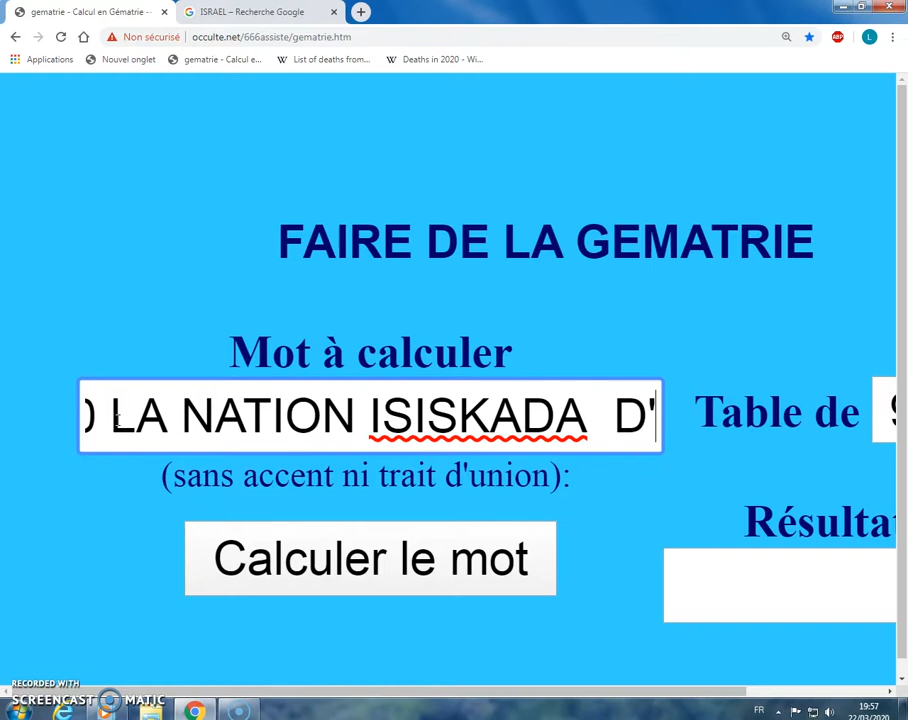 gematrie - Calcul en Gématrie -
ISRAEL – Recherche Google
Non sécurisé occulte.net/666assiste/gematrie.htm
ABP L
Applications Nouvel onglet gematrie - Calcul e... List of deaths from... Deaths in 2020 - Wi...
FAIRE DE LA GEMATRIE
Mot à calculer
LA NATION ISISKADA D'
Table de
(sans accent ni trait d'union):
Résulta
Calculer le mot
RECORDED WITH
SCREENCAST MATIC
FR
19:57
22/03/2020